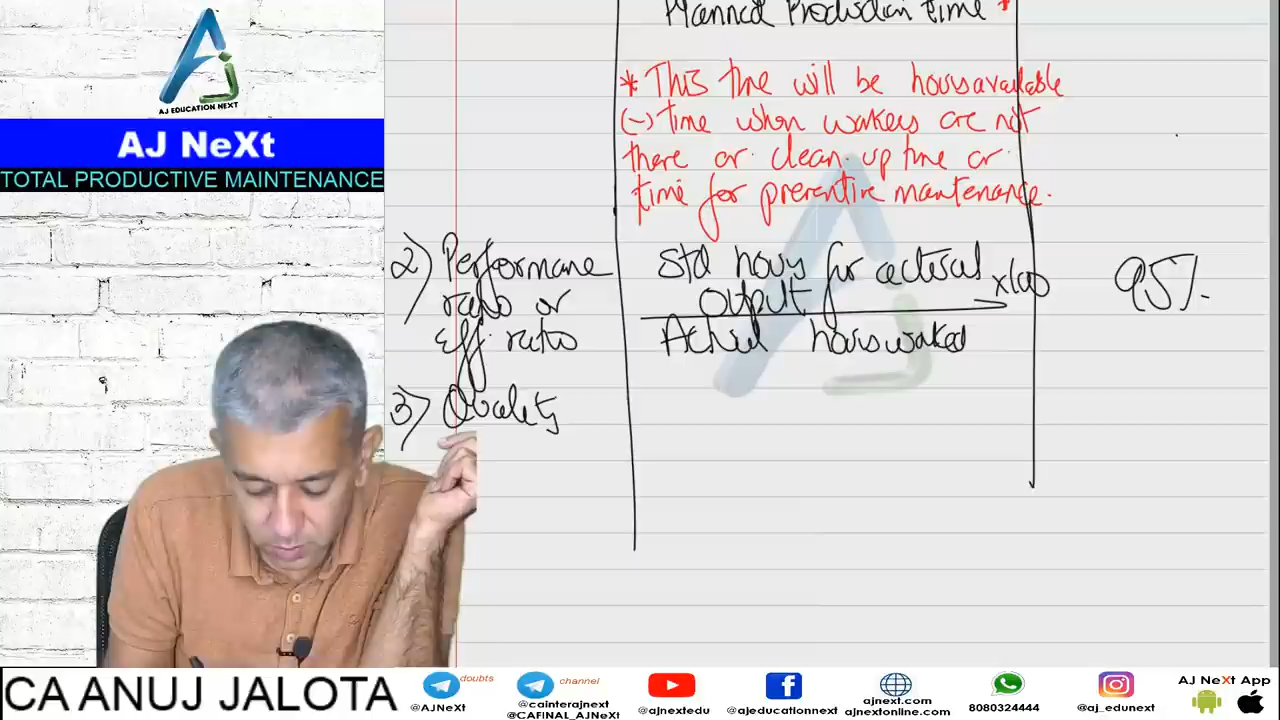 AJ EDUCATION NEXT
AJ NeXt
TOTAL PRODUCTIVE MAINTENANCE
Planned Production time *
* This time will be hours available
(-) time when workers are not
there or clean up time or
time for preventive maintenance.
2) Performance
ratio or
Eff. ratio
Std hours for actual
output
x100
Actual hours worked
95%.
3) Quality
CA ANUJ JALOTA
doubts
@AJNeXt
channel
@cainterajnext
@CAFINAL_AJNeXt
@ajnextedu
@ajeducationnext
ajnext.com
ajnextonline.com
8080324444
@aj_edunext
AJ NeXt App